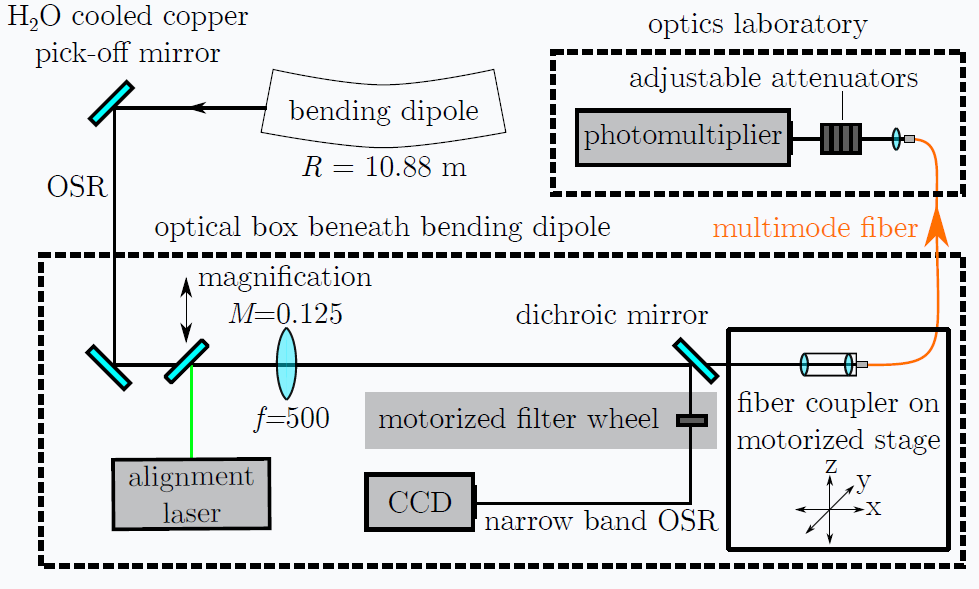 H₂O cooled copper
pick-off mirror
optics laboratory
adjustable attenuators
bending dipole
photomultiplier
R = 10.88 m
OSR
optical box beneath bending dipole
multimode fiber
magnification
M=0.125
dichroic mirror
f=500
motorized filter wheel
fiber coupler on
motorized stage
alignment
laser
CCD
narrow band OSR
z
y
x